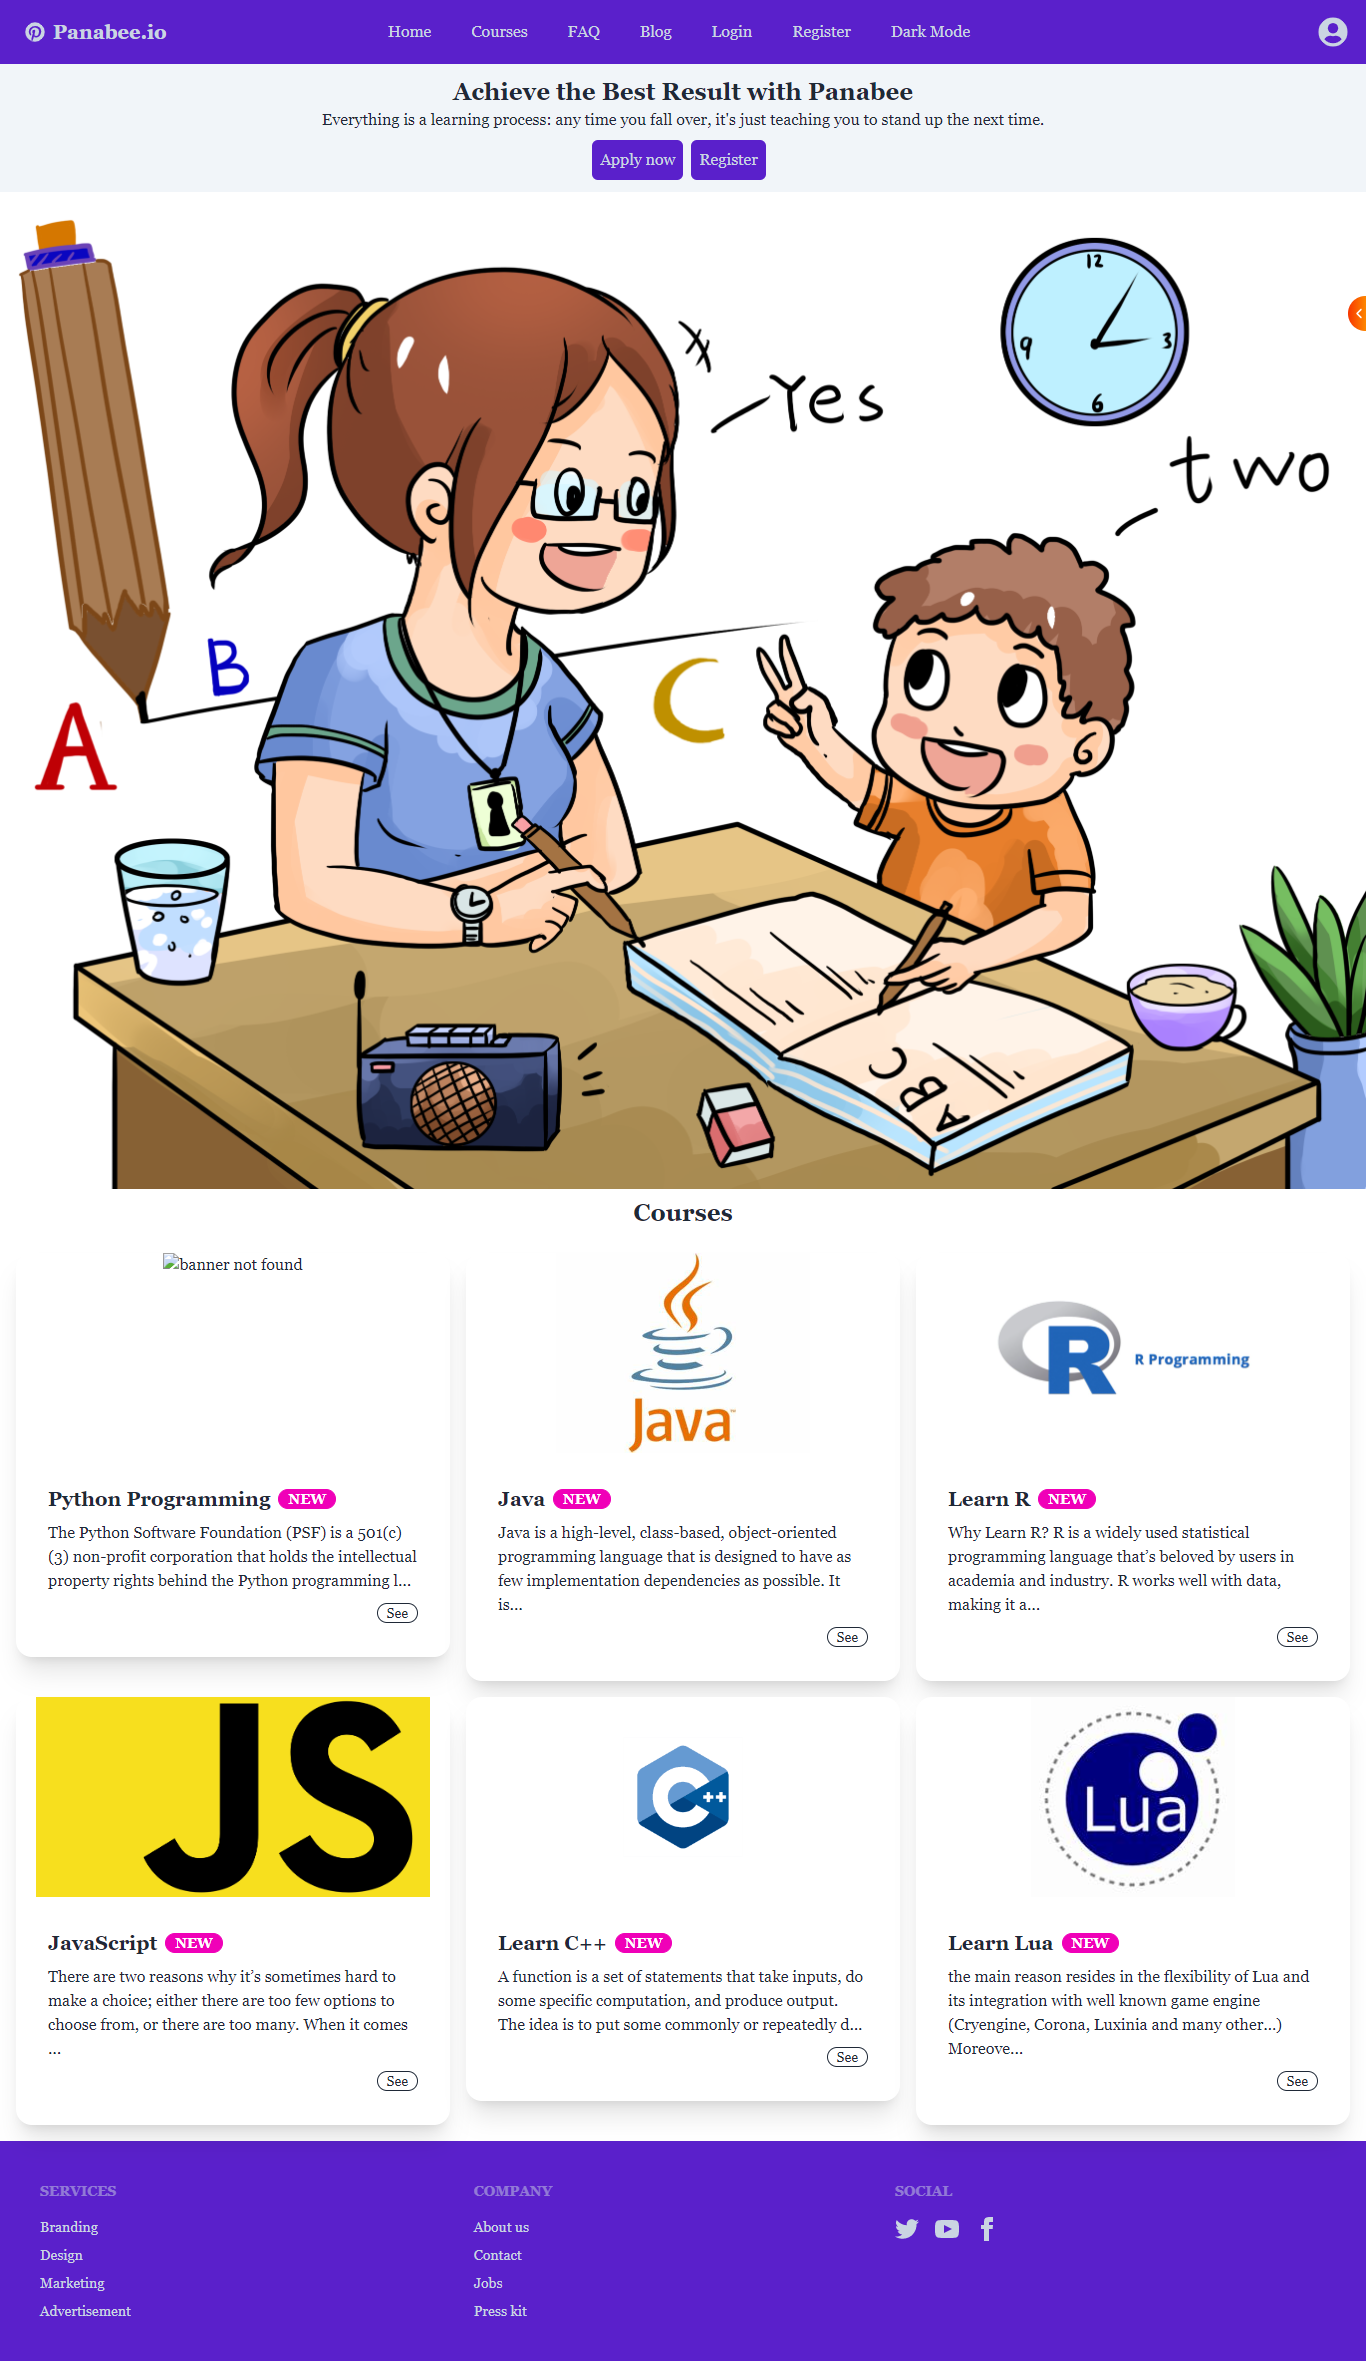 Panabee.io
Home Courses FAQ Blog Login Register Dark Mode
Achieve the Best Result with Panabee
Everything is a learning process: any time you fall over, it's just teaching you to stand up the next time.
Apply now Register
12
3
6
9
Yes
two
A
B
C
A B C
Courses
banner not found
Java™
R R Programming
Python Programming NEW
The Python Software Foundation (PSF) is a 501(c)
(3) non-profit corporation that holds the intellectual
property rights behind the Python programming l...
See
Java NEW
Java is a high-level, class-based, object-oriented
programming language that is designed to have as
few implementation dependencies as possible. It
is...
See
Learn R NEW
Why Learn R? R is a widely used statistical
programming language that’s beloved by users in
academia and industry. R works well with data,
making it a...
See
JS
C++
Lua
JavaScript NEW
There are two reasons why it’s sometimes hard to
make a choice; either there are too few options to
choose from, or there are too many. When it comes
...
See
Learn C++ NEW
A function is a set of statements that take inputs, do
some specific computation, and produce output.
The idea is to put some commonly or repeatedly d...
See
Learn Lua NEW
the main reason resides in the flexibility of Lua and
its integration with well known game engine
(Cryengine, Corona, Luxinia and many other...)
Moreove...
See
SERVICES
Branding
Design
Marketing
Advertisement
COMPANY
About us
Contact
Jobs
Press kit
SOCIAL